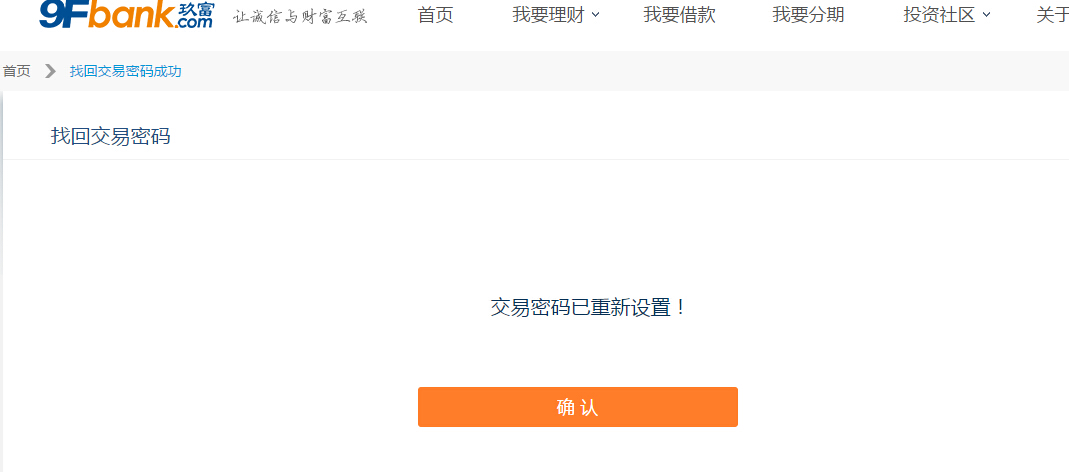 9Fbank.com 玖富 让诚信与财富互联 首页 我要理财 我要借款 我要分期 投资社区 关于
首页 找回交易密码成功
找回交易密码
交易密码已重新设置！
确 认